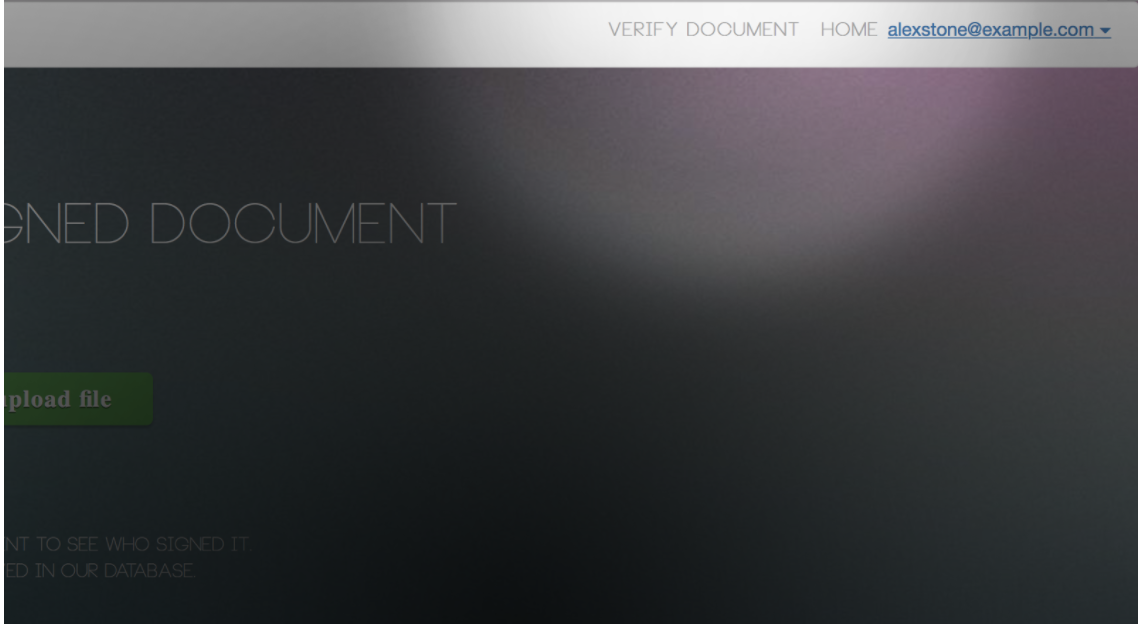 VERIFY DOCUMENT HOME alexstone@example.com
GNED DOCUMENT
pload file
NT TO SEE WHO SIGNED IT.
ED IN OUR DATABASE.